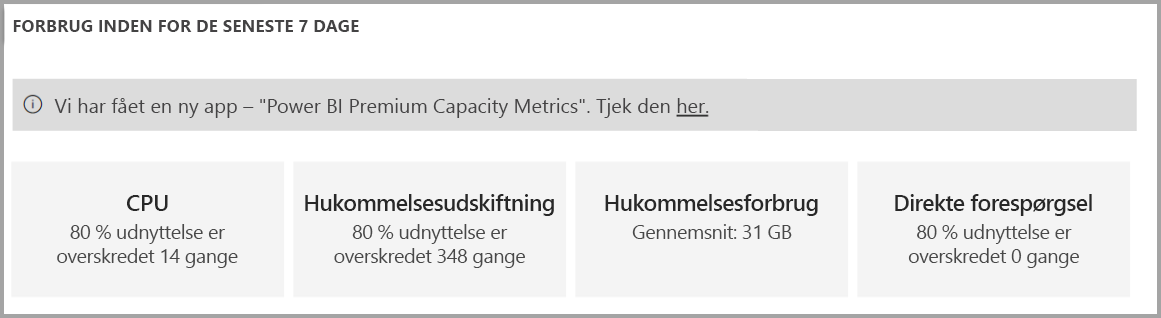 FORBRUG INDEN FOR DE SENESTE 7 DAGE
Vi har fået en ny app – "Power BI Premium Capacity Metrics". Tjek den her.
CPU
80 % udnyttelse er
overskredet 14 gange
Hukommelsesudskiftning
80 % udnyttelse er
overskredet 348 gange
Hukommelsesforbrug
Gennemsnit: 31 GB
Direkte forespørgsel
80 % udnyttelse er
overskredet 0 gange